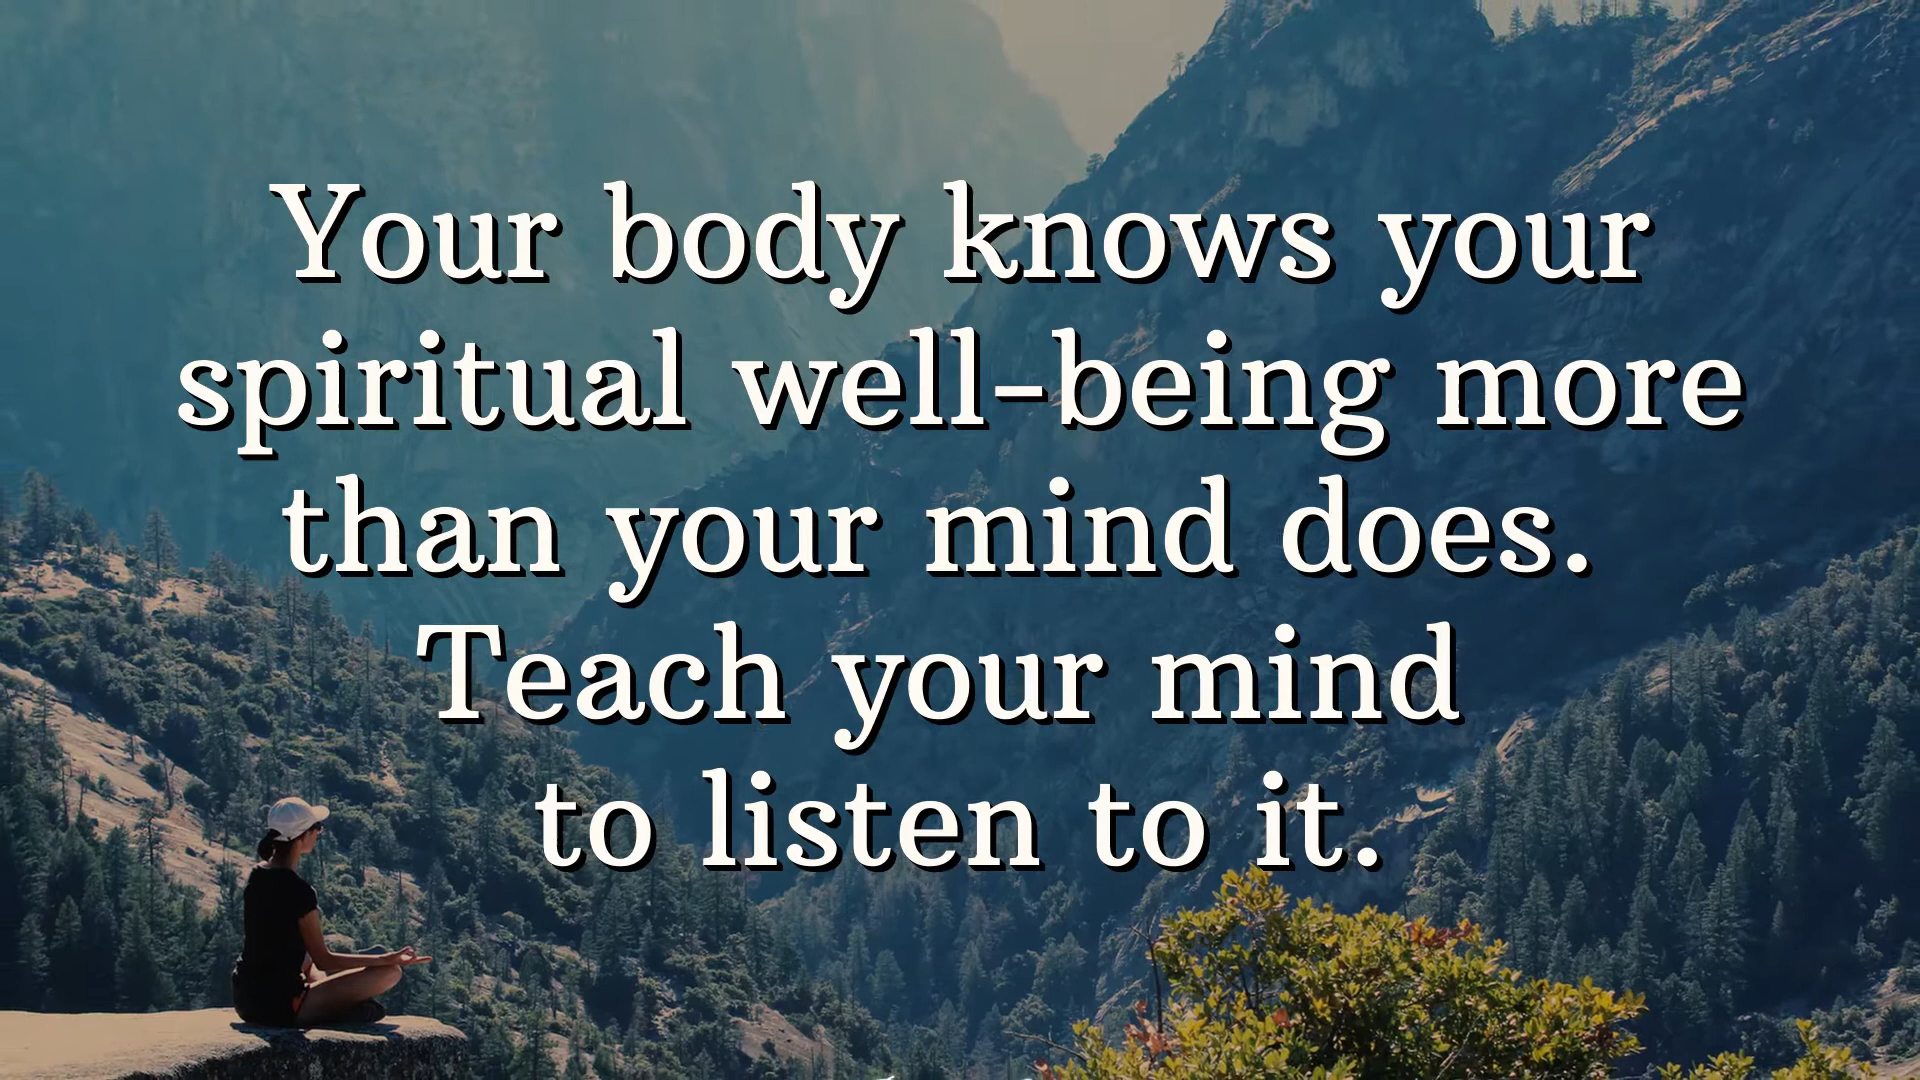 Your body knows your
spiritual well-being more
than your mind does.
Teach your mind
to listen to it.